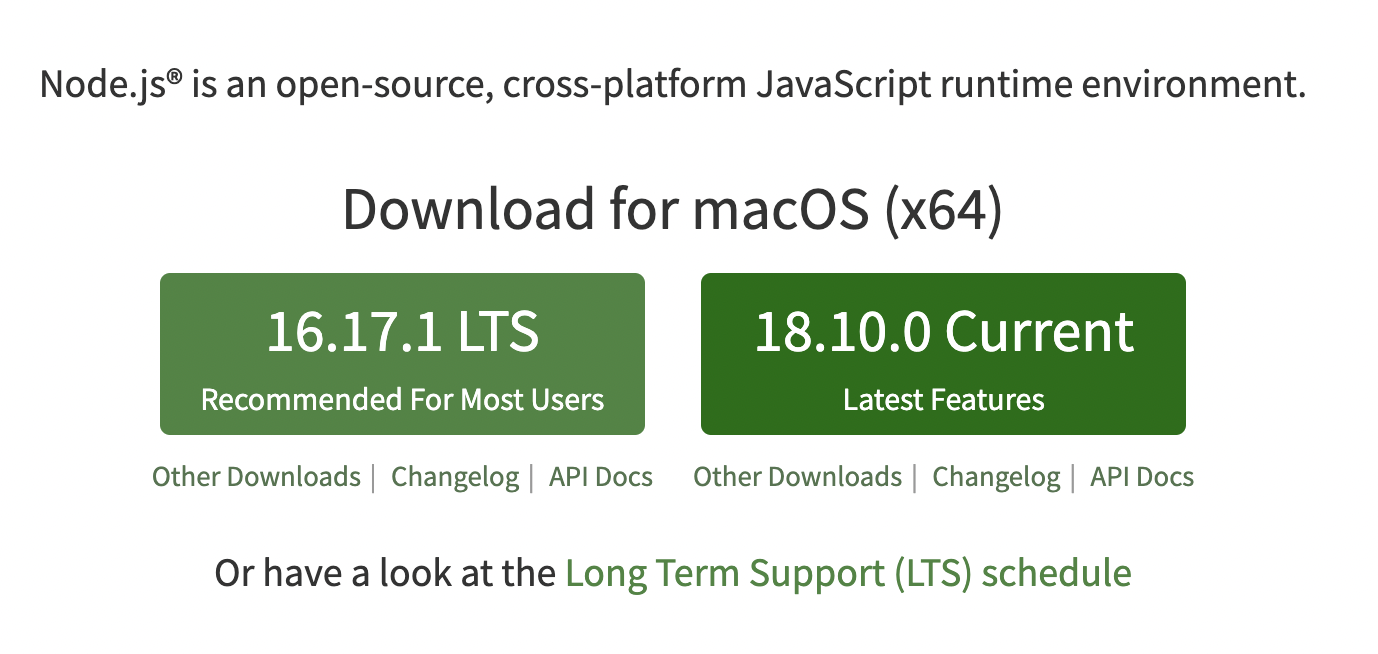 Node.js® is an open-source, cross-platform JavaScript runtime environment.
Download for macOS (x64)
16.17.1 LTS
Recommended For Most Users
18.10.0 Current
Latest Features
Other Downloads | Changelog | API Docs
Other Downloads | Changelog | API Docs
Or have a look at the Long Term Support (LTS) schedule